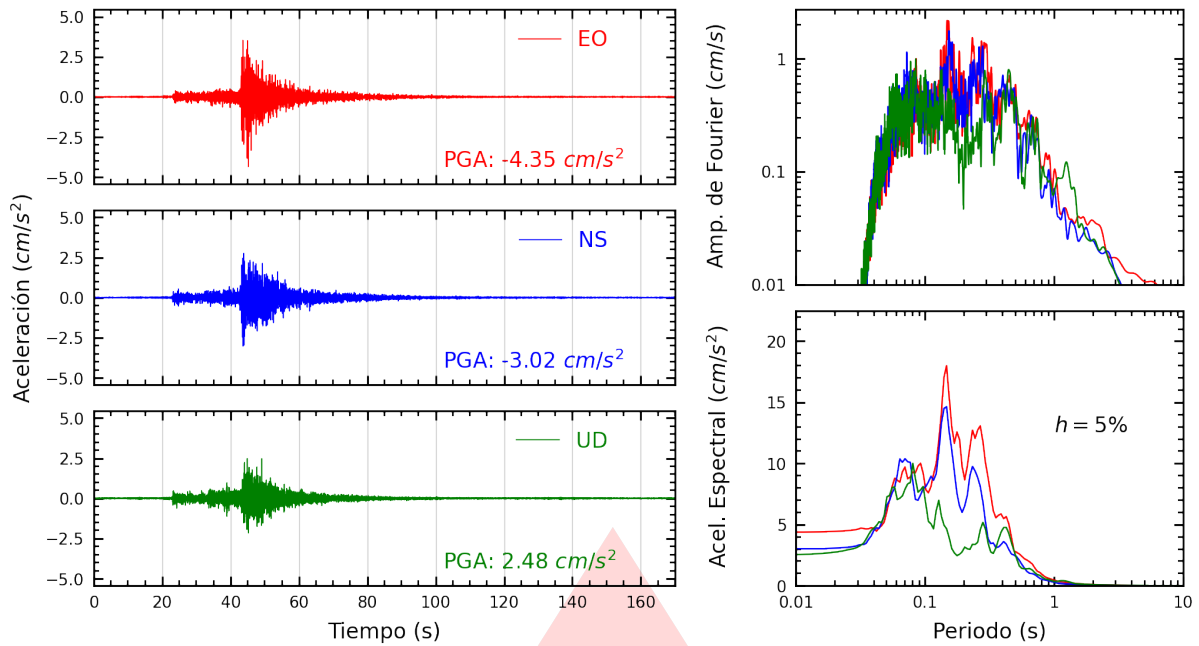 Aceleración (cm/s²)
5.0
2.5
0.0
−2.5
−5.0
EO
PGA: -4.35 cm/s²
5.0
2.5
0.0
−2.5
−5.0
NS
PGA: -3.02 cm/s²
5.0
2.5
0.0
−2.5
−5.0
UD
PGA: 2.48 cm/s²
0 20 40 60 80 100 120 140 160
Tiempo (s)
Amp. de Fourier (cm/s)
1
0.1
0.01
Acel. Espectral (cm/s²)
20
15
10
5
0
h = 5%
0.01 0.1 1 10
Periodo (s)